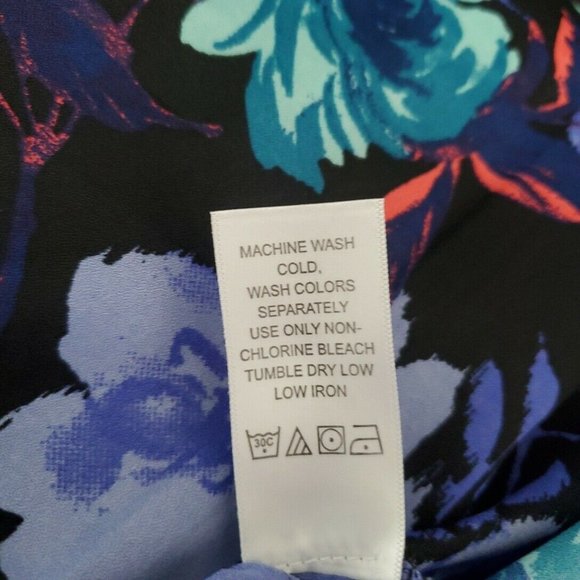 MACHINE WASH
COLD,
WASH COLORS
SEPARATELY
USE ONLY NON-
CHLORINE BLEACH
TUMBLE DRY LOW
LOW IRON
30C